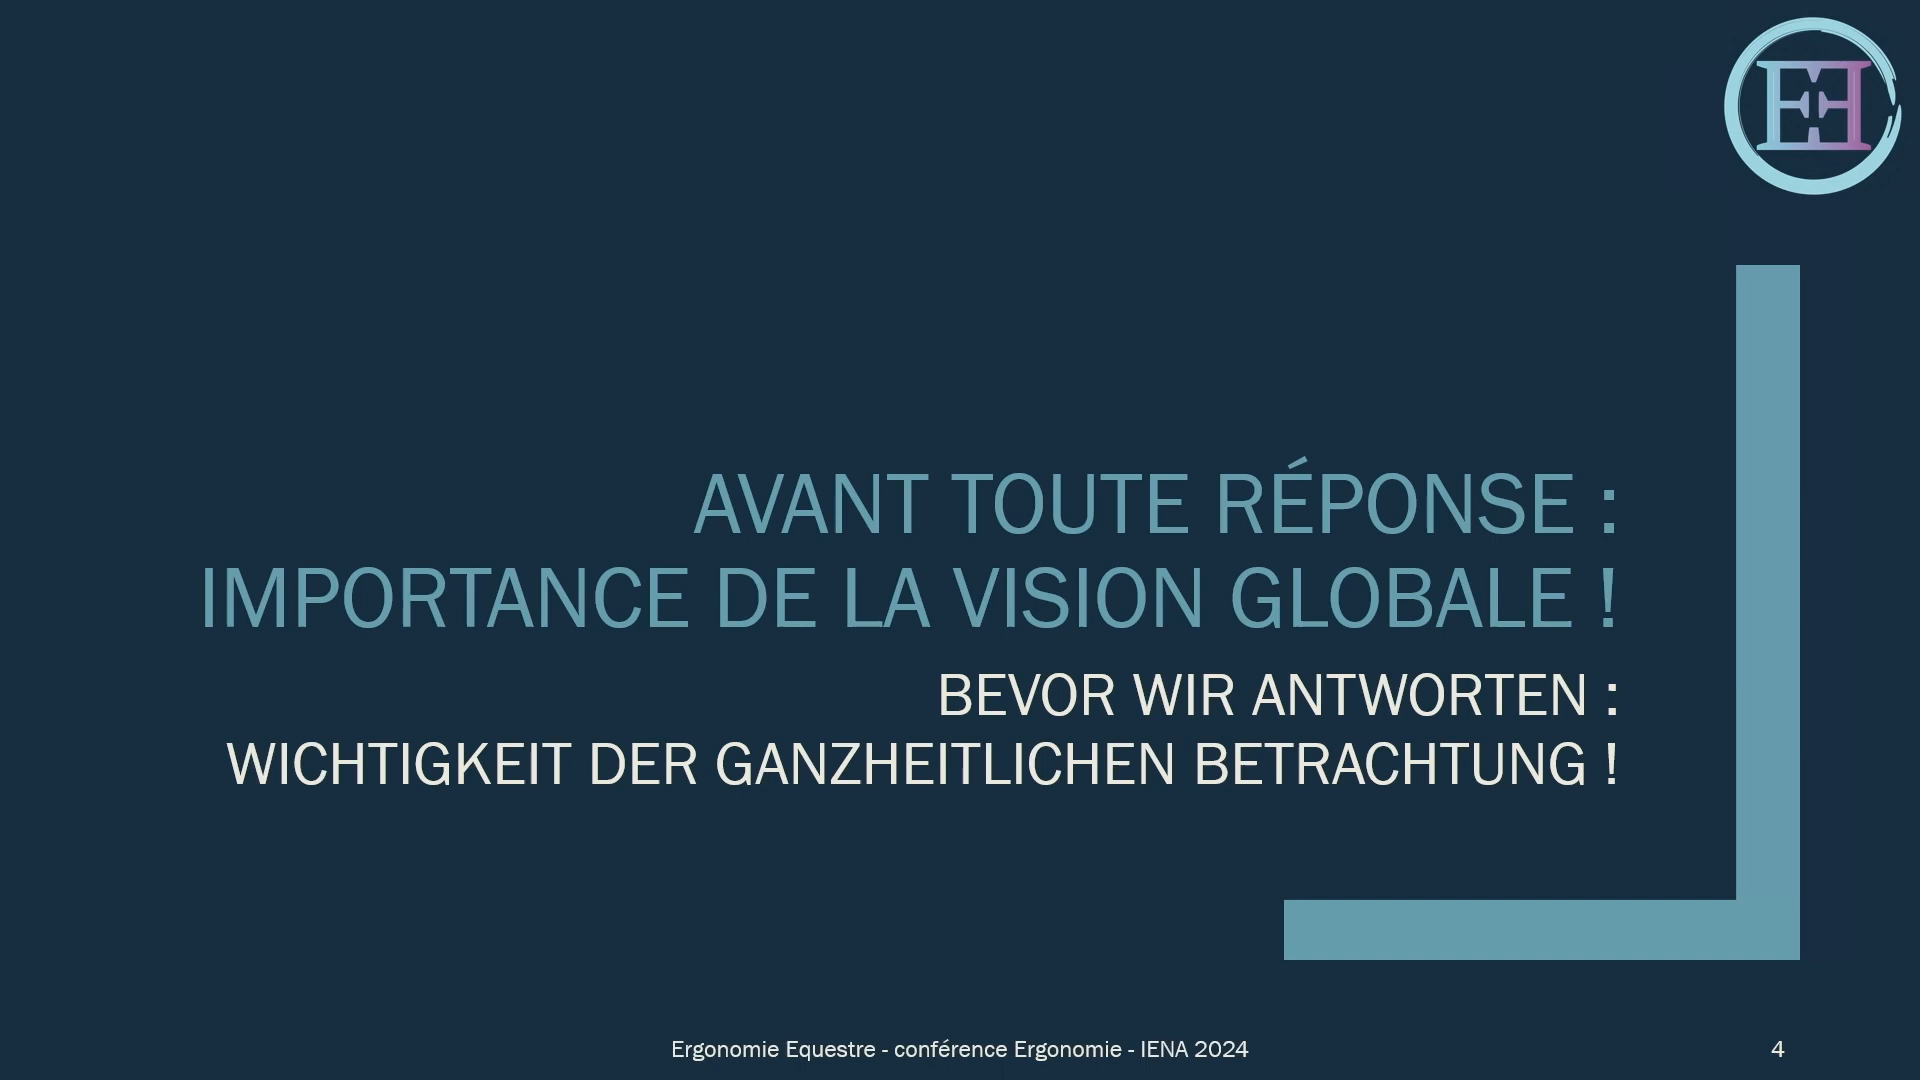 EE
AVANT TOUTE RÉPONSE :
IMPORTANCE DE LA VISION GLOBALE !
BEVOR WIR ANTWORTEN :
WICHTIGKEIT DER GANZHEITLICHEN BETRACHTUNG !
Ergonomie Equestre - conférence Ergonomie - IENA 2024
4